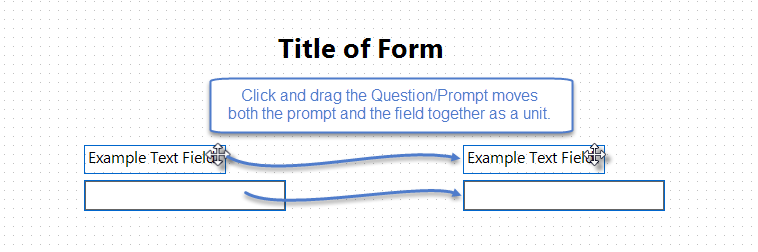 Title of Form
Click and drag the Question/Prompt moves
both the prompt and the field together as a unit.
Example Text Field
Example Text Field